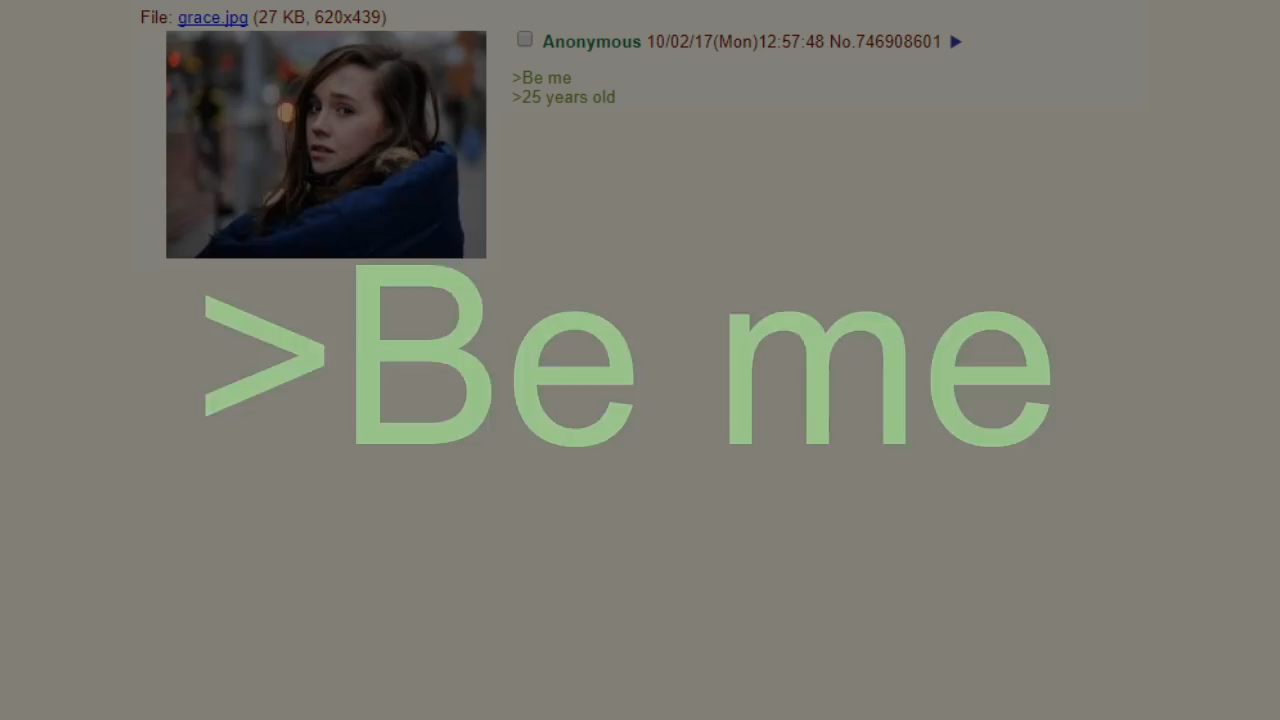 File: grace.jpg (27 KB, 620x439)
Anonymous 10/02/17(Mon)12:57:48 No.746908601 ▶
>Be me
>25 years old
>Be me